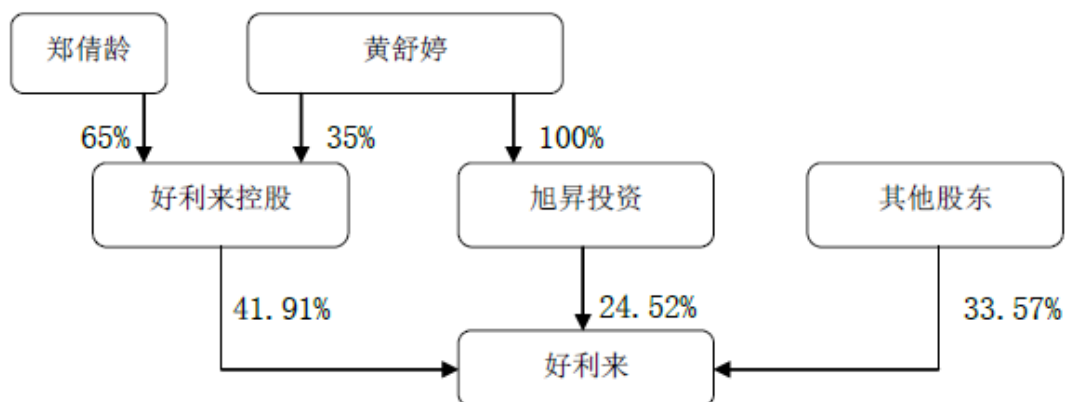 郑倩龄
黄舒婷
65%
35%
100%
好利来控股
旭昇投资
其他股东
41.91%
24.52%
33.57%
好利来